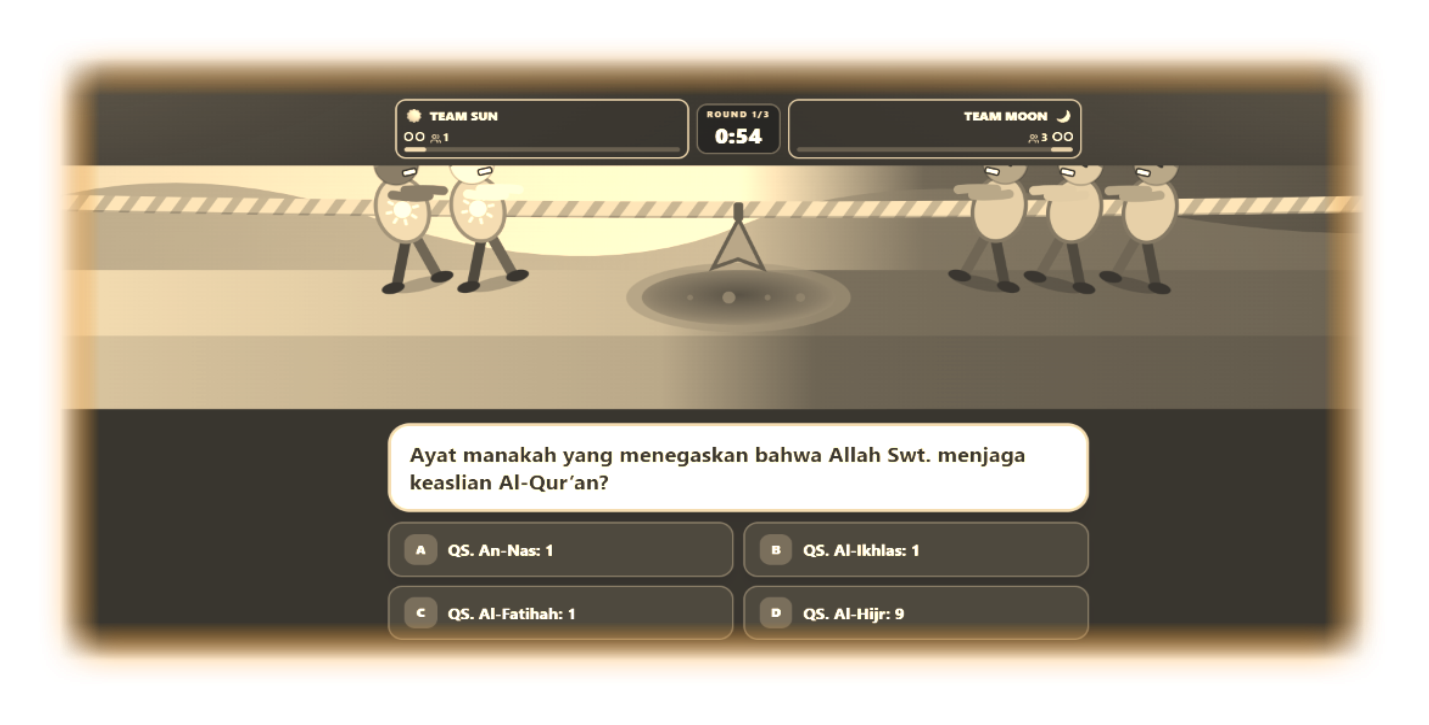 TEAM SUN
1
ROUND 1/3
0:54
TEAM MOON
3
Ayat manakah yang menegaskan bahwa Allah Swt. menjaga
keaslian Al-Qur’an?
A QS. An-Nas: 1
B QS. Al-Ikhlas: 1
C QS. Al-Fatihah: 1
D QS. Al-Hijr: 9